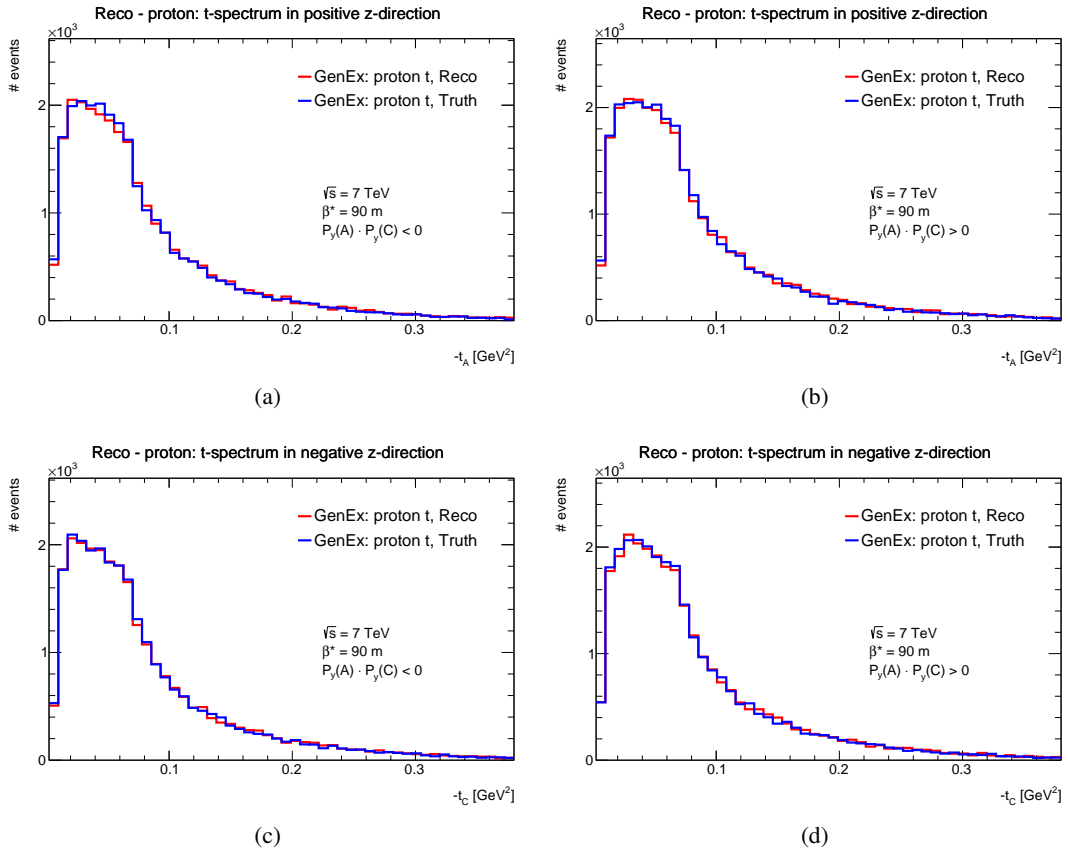 Reco - proton: t-spectrum in positive z-direction
×10³
# events
2
1
0
GenEx: proton t, Reco
GenEx: proton t, Truth
√s = 7 TeV
β* = 90 m
P_y(A) · P_y(C) < 0
0.1 0.2 0.3
-t_A [GeV²]
(a)
Reco - proton: t-spectrum in positive z-direction
×10³
# events
2
1
0
GenEx: proton t, Reco
GenEx: proton t, Truth
√s = 7 TeV
β* = 90 m
P_y(A) · P_y(C) > 0
0.1 0.2 0.3
-t_A [GeV²]
(b)
Reco - proton: t-spectrum in negative z-direction
×10³
# events
2
1
0
GenEx: proton t, Reco
GenEx: proton t, Truth
√s = 7 TeV
β* = 90 m
P_y(A) · P_y(C) < 0
0.1 0.2 0.3
-t_C [GeV²]
(c)
Reco - proton: t-spectrum in negative z-direction
×10³
# events
2
1
0
GenEx: proton t, Reco
GenEx: proton t, Truth
√s = 7 TeV
β* = 90 m
P_y(A) · P_y(C) > 0
0.1 0.2 0.3
-t_C [GeV²]
(d)